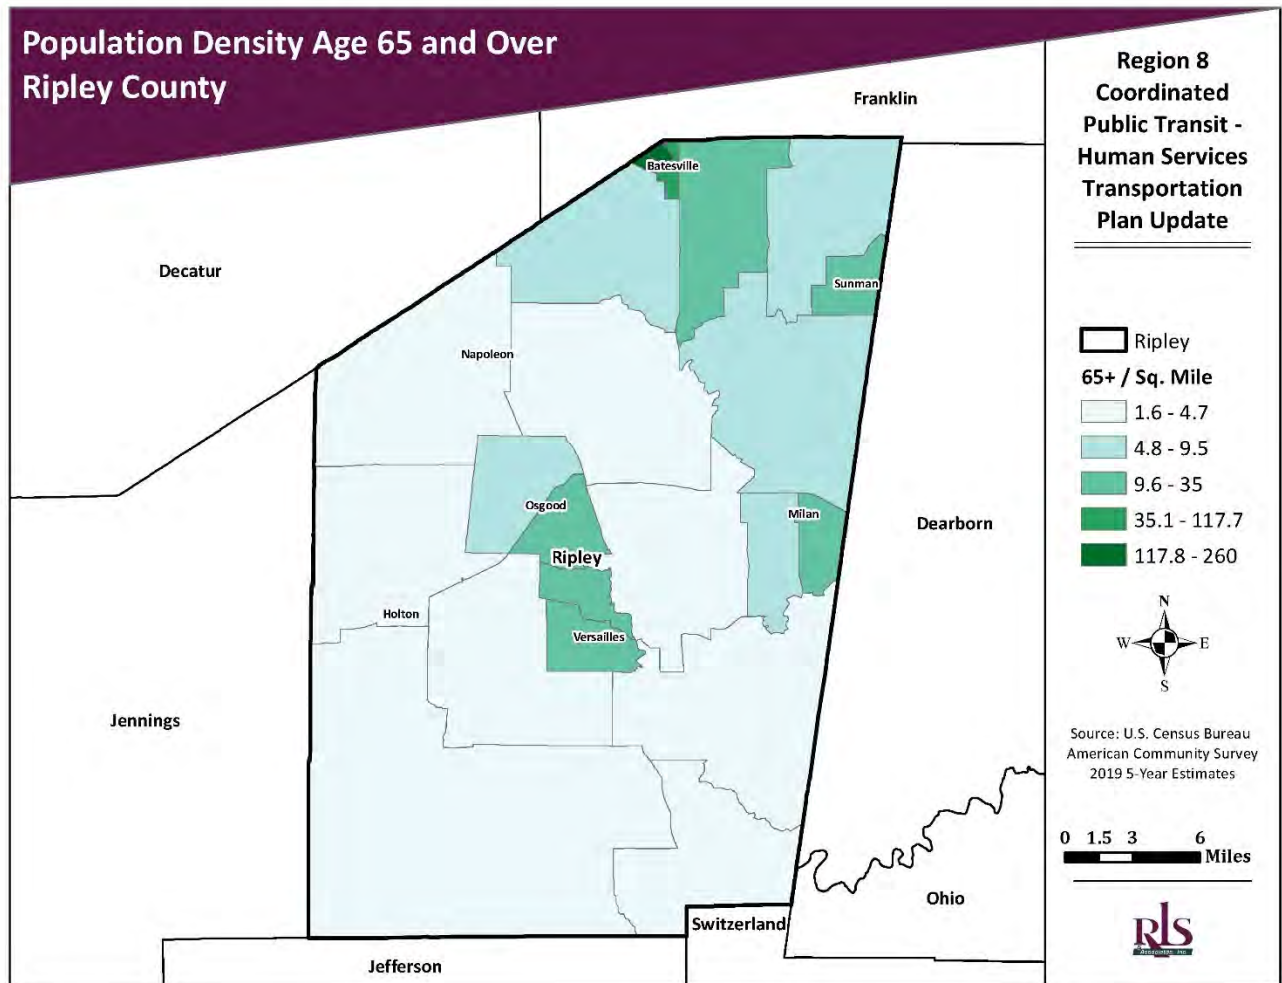 Population Density Age 65 and Over
Ripley County
Region 8
Coordinated
Public Transit -
Human Services
Transportation
Plan Update
Franklin
Batesville
Decatur
Sunman
Napoleon
Osgood
Milan
Dearborn
Ripley
Holton
Versailles
Jennings
Ohio
Switzerland
Jefferson
Ripley
65+ / Sq. Mile
1.6 - 4.7
4.8 - 9.5
9.6 - 35
35.1 - 117.7
117.8 - 260
N
W E
S
Source: U.S. Census Bureau
American Community Survey
2019 5-Year Estimates
0 1.5 3 6
Miles
RLS
& Associates, Inc.